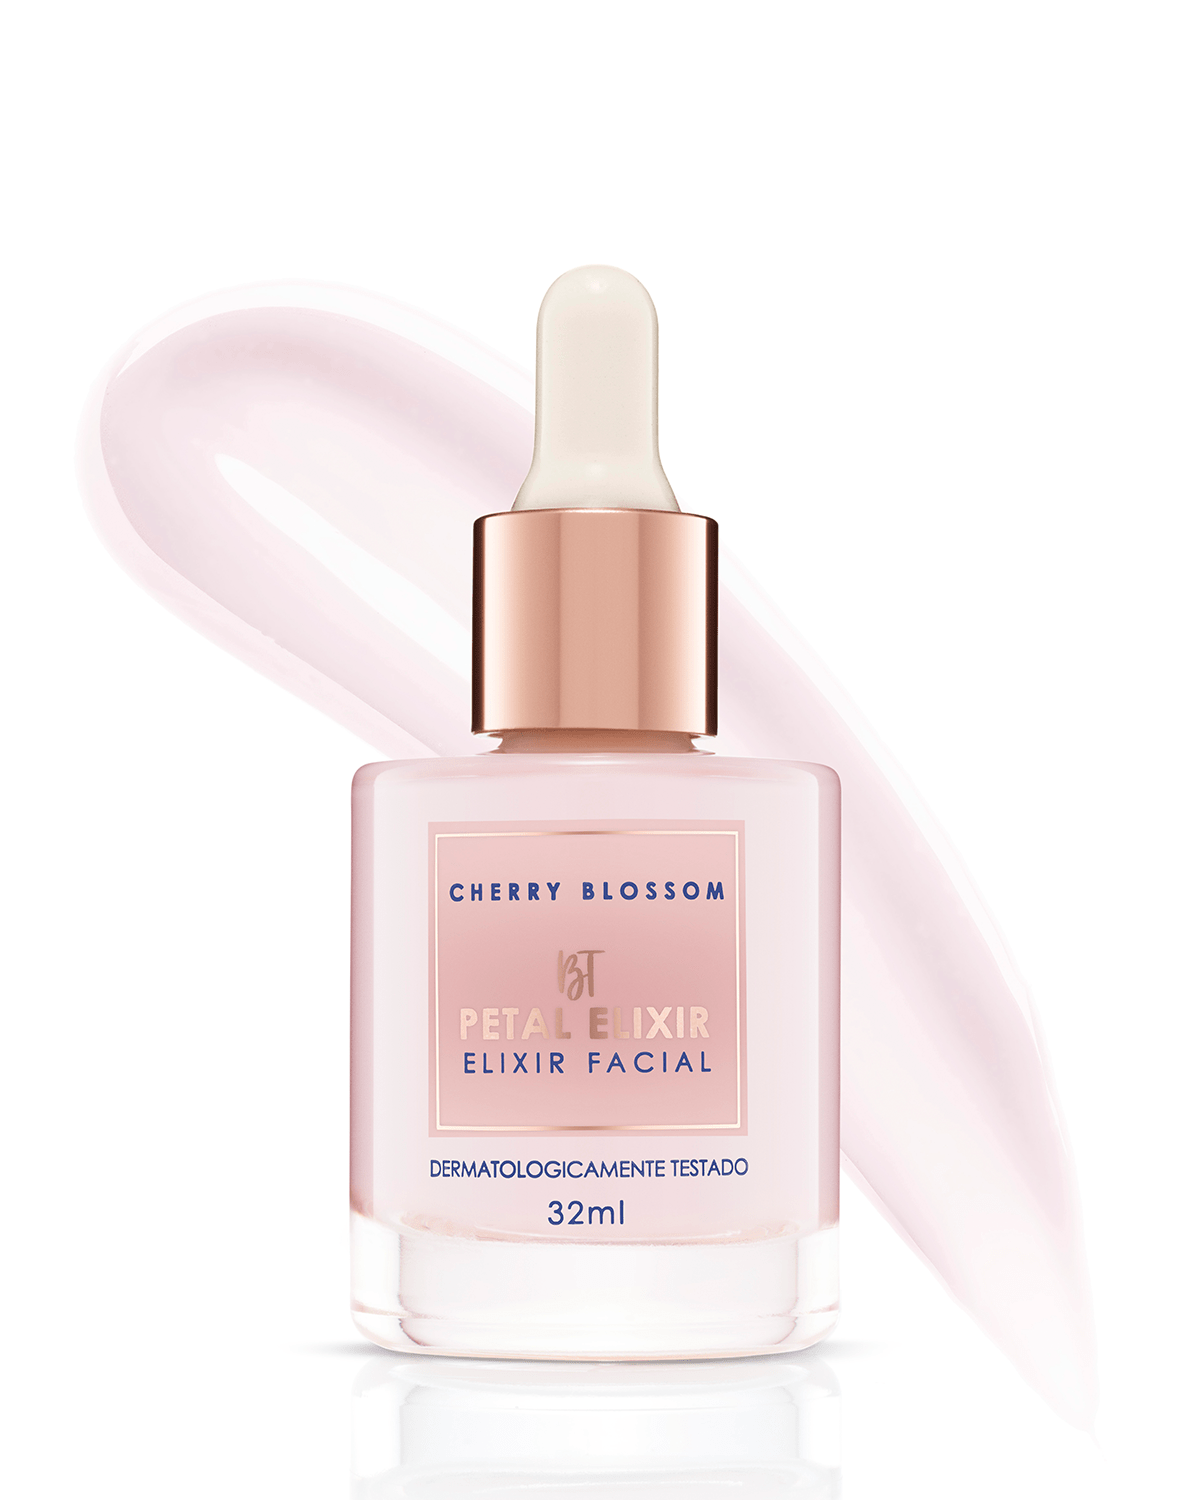 CHERRY BLOSSOM
BT
PETAL ELIXIR
ELIXIR FACIAL
DERMATOLOGICAMENTE TESTADO
32ml